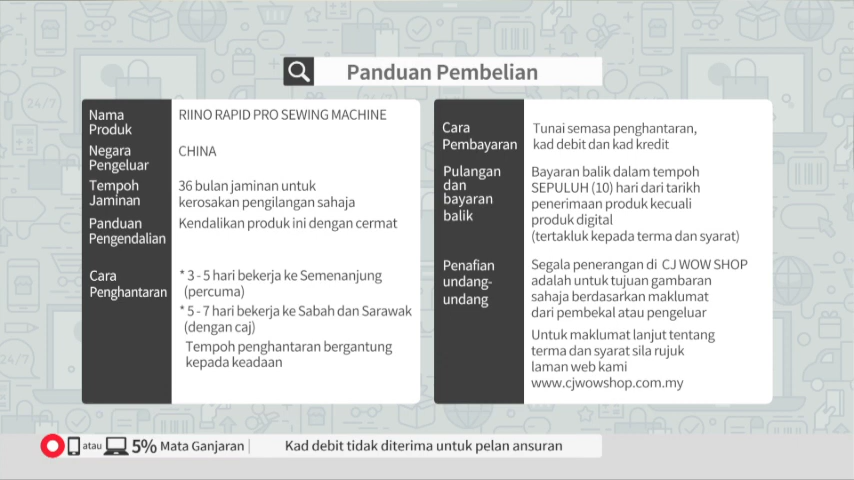 Panduan Pembelian
Nama
Produk
RIINO RAPID PRO SEWING MACHINE
Negara
Pengeluar
CHINA
Tempoh
Jaminan
36 bulan jaminan untuk
kerosakan pengilangan sahaja
Panduan
Pengendalian
Kendalikan produk ini dengan cermat
Cara
Penghantaran
* 3 - 5 hari bekerja ke Semenanjung
(percuma)
* 5 - 7 hari bekerja ke Sabah dan Sarawak
(dengan caj)
Tempoh penghantaran bergantung
kepada keadaan
Cara
Pembayaran
Tunai semasa penghantaran,
kad debit dan kad kredit
Pulangan
dan
bayaran
balik
Bayaran balik dalam tempoh
SEPULUH (10) hari dari tarikh
penerimaan produk kecuali
produk digital
(tertakluk kepada terma dan syarat)
Penafian
undang-
undang
Segala penerangan di CJ WOW SHOP
adalah untuk tujuan gambaran
sahaja berdasarkan maklumat
dari pembekal atau pengeluar
Untuk maklumat lanjut tentang
terma dan syarat sila rujuk
laman web kami
www.cjwowshop.com.my
24/7
24/7
atau 5% Mata Ganjaran | Kad debit tidak diterima untuk pelan ansuran